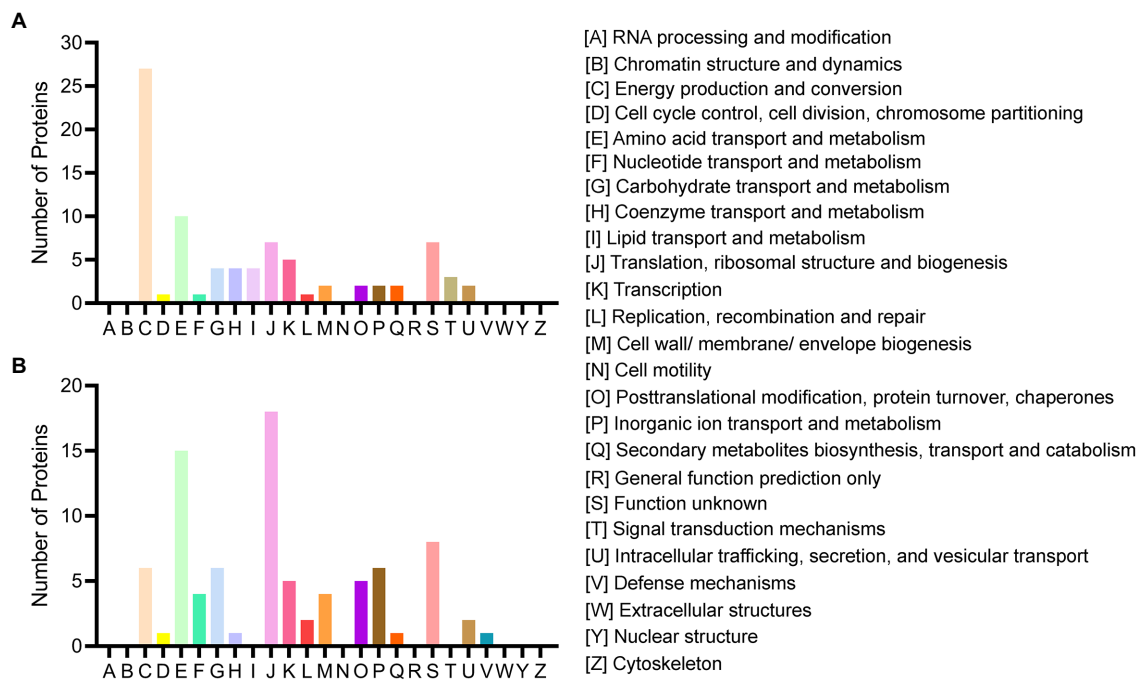 A
30
25
20
15
10
5
0
Number of Proteins
A B C D E F G H I J K L M N O P Q R S T U V W Y Z
B
20
15
10
5
0
Number of Proteins
A B C D E F G H I J K L M N O P Q R S T U V W Y Z
[A] RNA processing and modification
[B] Chromatin structure and dynamics
[C] Energy production and conversion
[D] Cell cycle control, cell division, chromosome partitioning
[E] Amino acid transport and metabolism
[F] Nucleotide transport and metabolism
[G] Carbohydrate transport and metabolism
[H] Coenzyme transport and metabolism
[I] Lipid transport and metabolism
[J] Translation, ribosomal structure and biogenesis
[K] Transcription
[L] Replication, recombination and repair
[M] Cell wall/ membrane/ envelope biogenesis
[N] Cell motility
[O] Posttranslational modification, protein turnover, chaperones
[P] Inorganic ion transport and metabolism
[Q] Secondary metabolites biosynthesis, transport and catabolism
[R] General function prediction only
[S] Function unknown
[T] Signal transduction mechanisms
[U] Intracellular trafficking, secretion, and vesicular transport
[V] Defense mechanisms
[W] Extracellular structures
[Y] Nuclear structure
[Z] Cytoskeleton